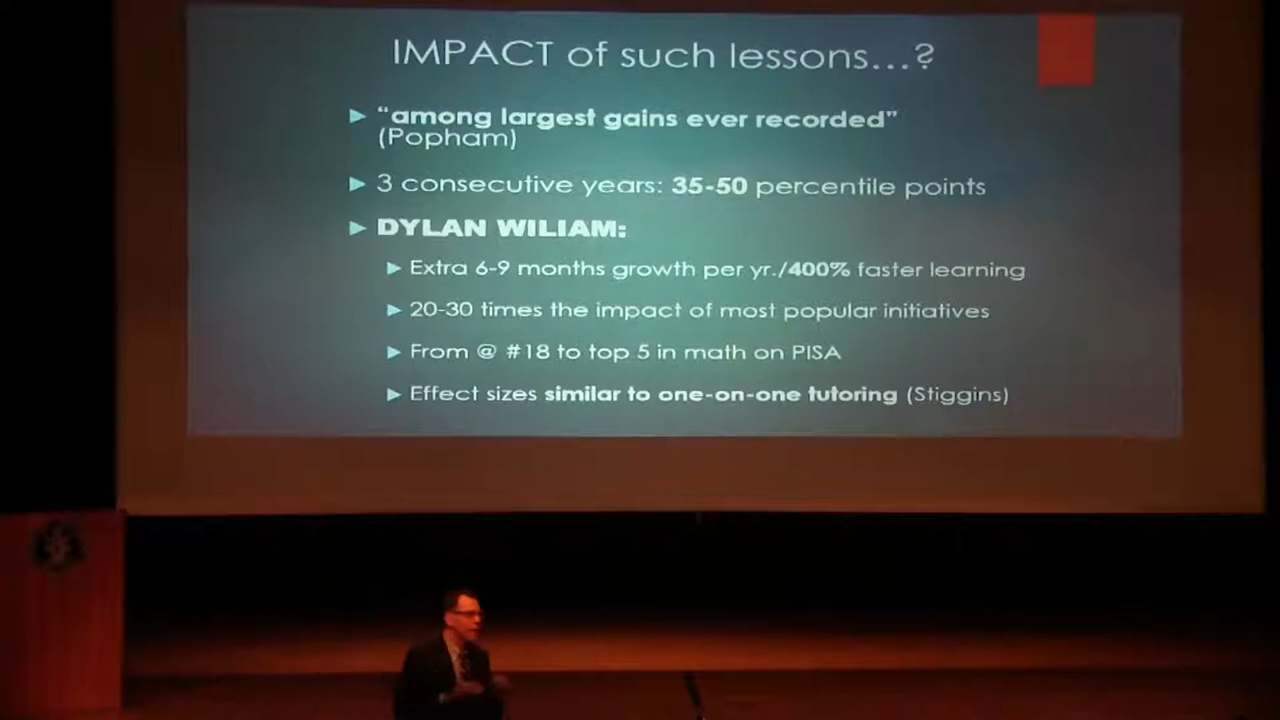 IMPACT of such lessons...?
► “among largest gains ever recorded”
(Popham)
► 3 consecutive years: 35-50 percentile points
► DYLAN WILIAM:
► Extra 6-9 months growth per yr./400% faster learning
► 20-30 times the impact of most popular initiatives
► From @ #18 to top 5 in math on PISA
► Effect sizes similar to one-on-one tutoring (Stiggins)